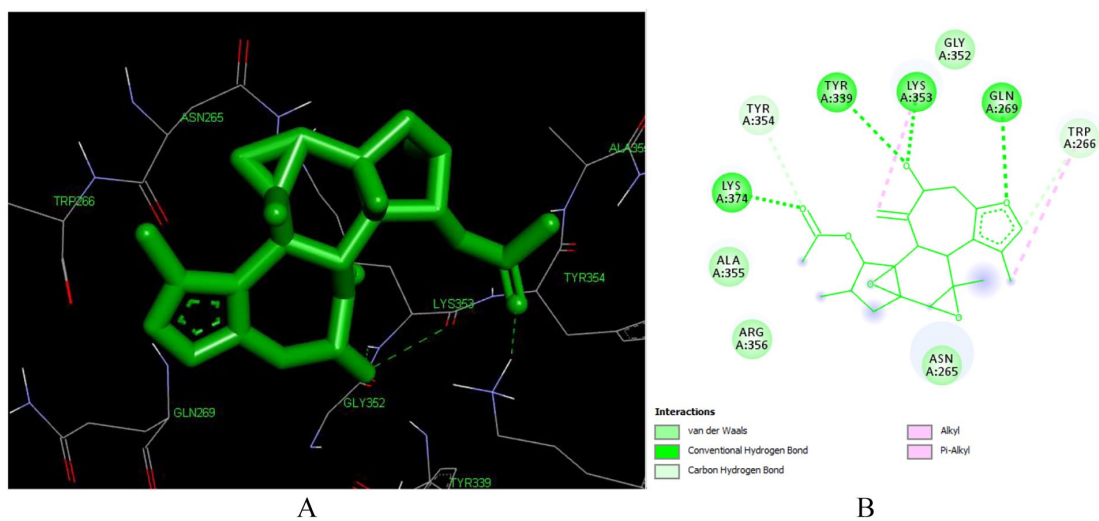 ASN265
TRP266
GLN269
LYS353
GLY352
TYR339
TYR354
GLY
A:352
TYR
A:339
LYS
A:353
GLN
A:269
TYR
A:354
TRP
A:266
LYS
A:374
ALA
A:355
ARG
A:356
ASN
A:265
O
O
O
O
O
O
Interactions
van der Waals
Conventional Hydrogen Bond
Carbon Hydrogen Bond
Alkyl
Pi-Alkyl
A
B